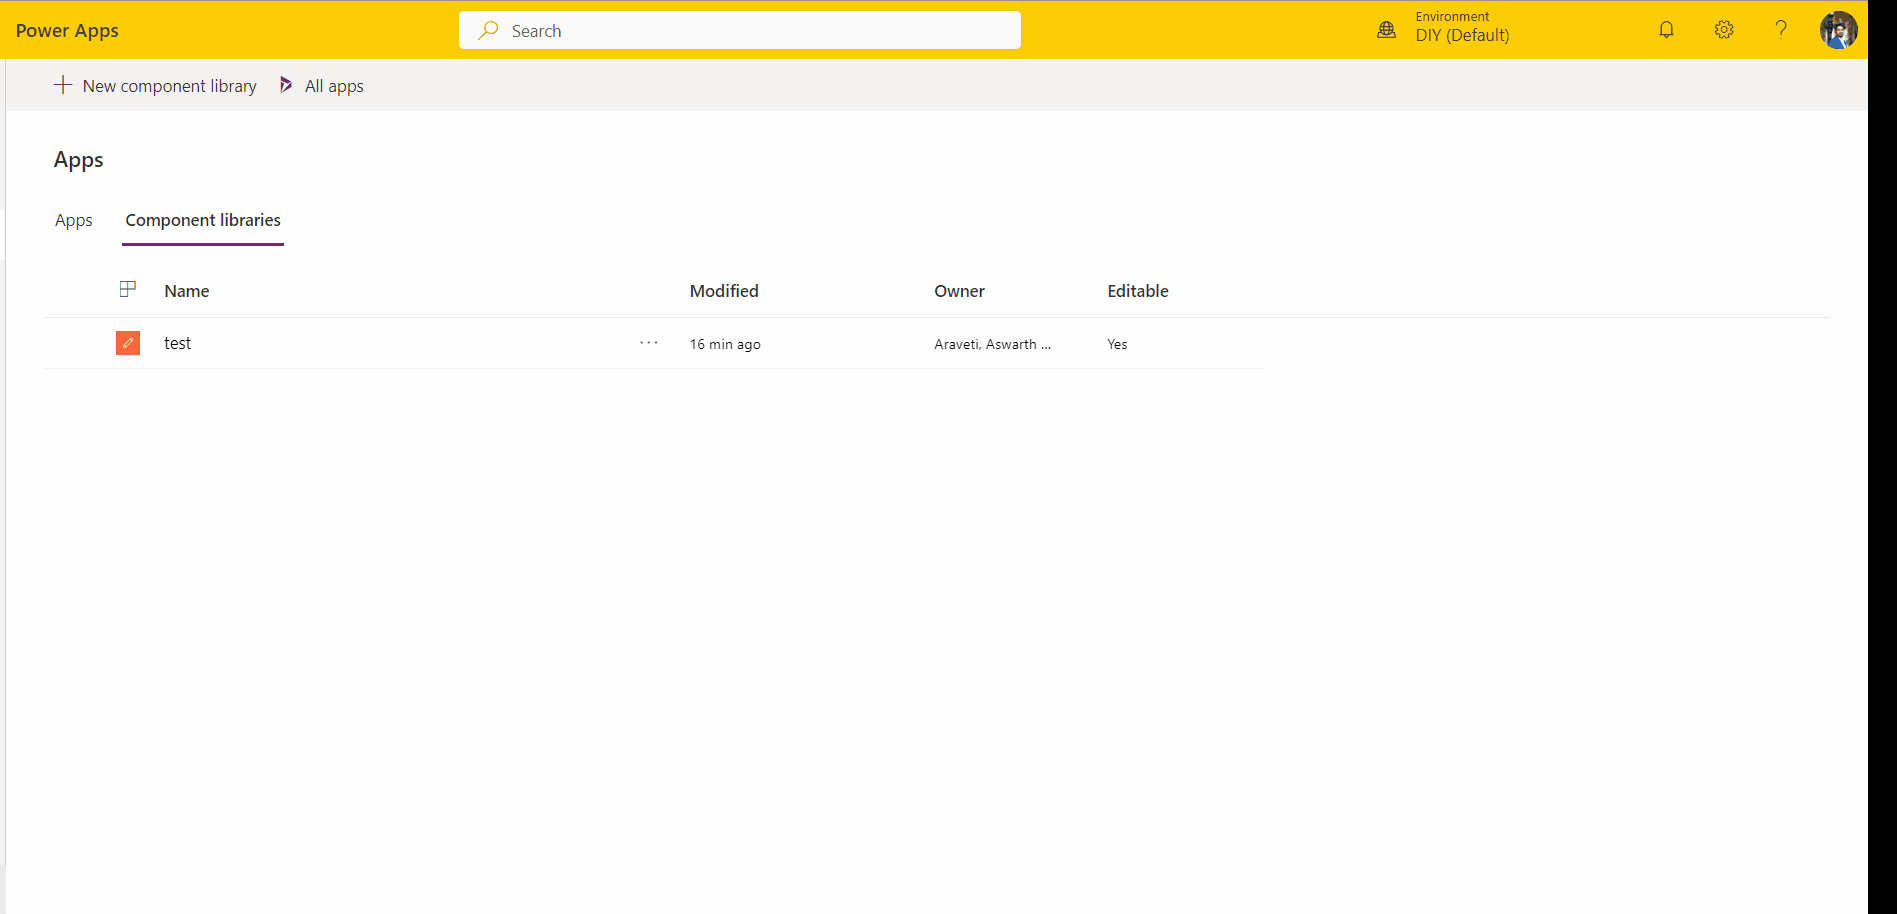 Power Apps
Search
Environment
DIY (Default)
New component library
All apps
Apps
Apps
Component libraries
Name Modified Owner Editable
test ... 16 min ago Araveti, Aswarth ... Yes